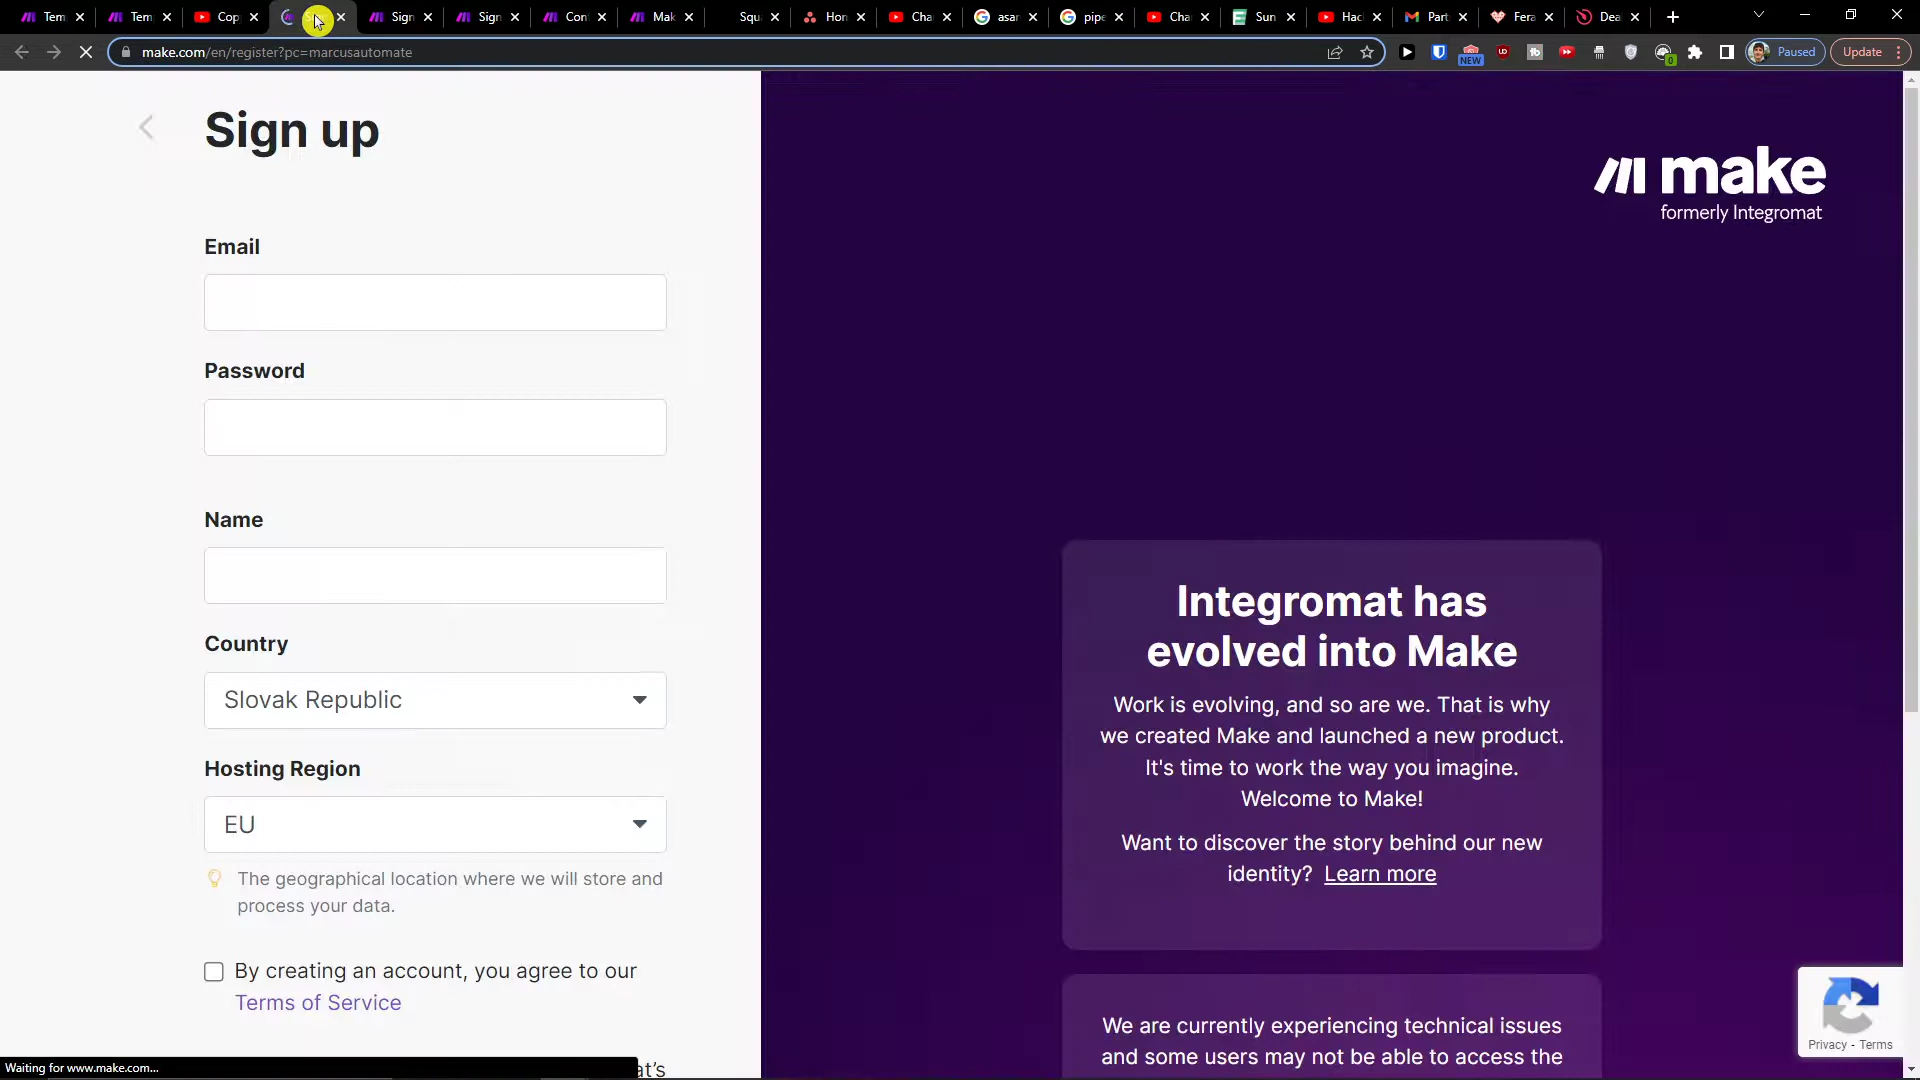 Tem Tem Cop Sign Sign Con Mak Squ Hon Cha asar pipe Cha Sun Hac Part Fera Dea
make.com/en/register?pc=marcusautomate NEW 0 Paused Update
Sign up
make
formerly Integromat
Email
Password
Name
Country
Slovak Republic
Hosting Region
EU
The geographical location where we will store and
process your data.
By creating an account, you agree to our
Terms of Service
Integromat has
evolved into Make
Work is evolving, and so are we. That is why
we created Make and launched a new product.
It's time to work the way you imagine.
Welcome to Make!
Want to discover the story behind our new
identity? Learn more
We are currently experiencing technical issues
and some users may not be able to access the
Privacy - Terms
Waiting for www.make.com...